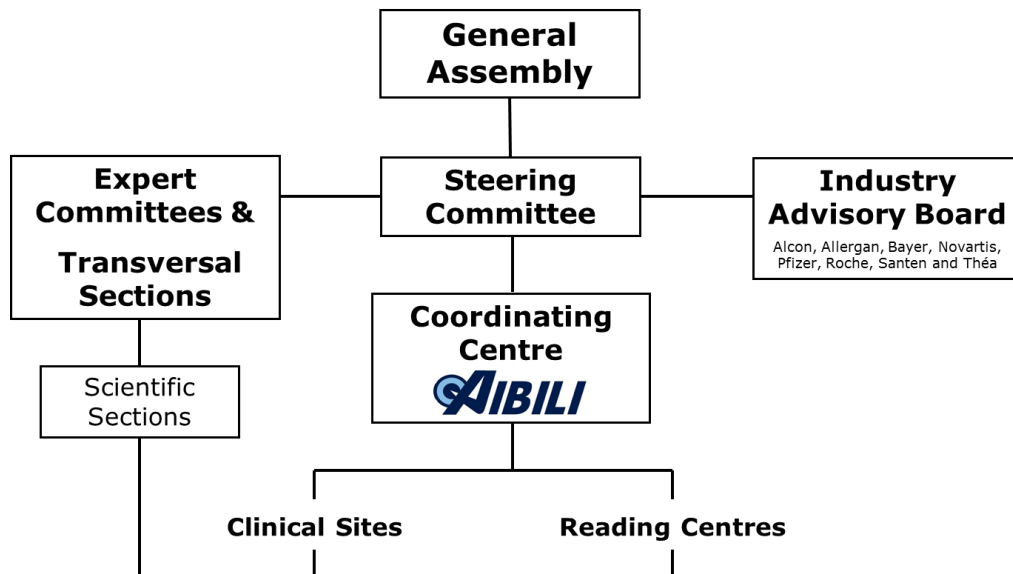 General
Assembly
Expert
Committees &
Transversal
Sections
Steering
Committee
Industry
Advisory Board
Alcon, Allergan, Bayer, Novartis,
Pfizer, Roche, Santen and Théa
Coordinating
Centre
AIBILI
Scientific
Sections
Clinical Sites
Reading Centres